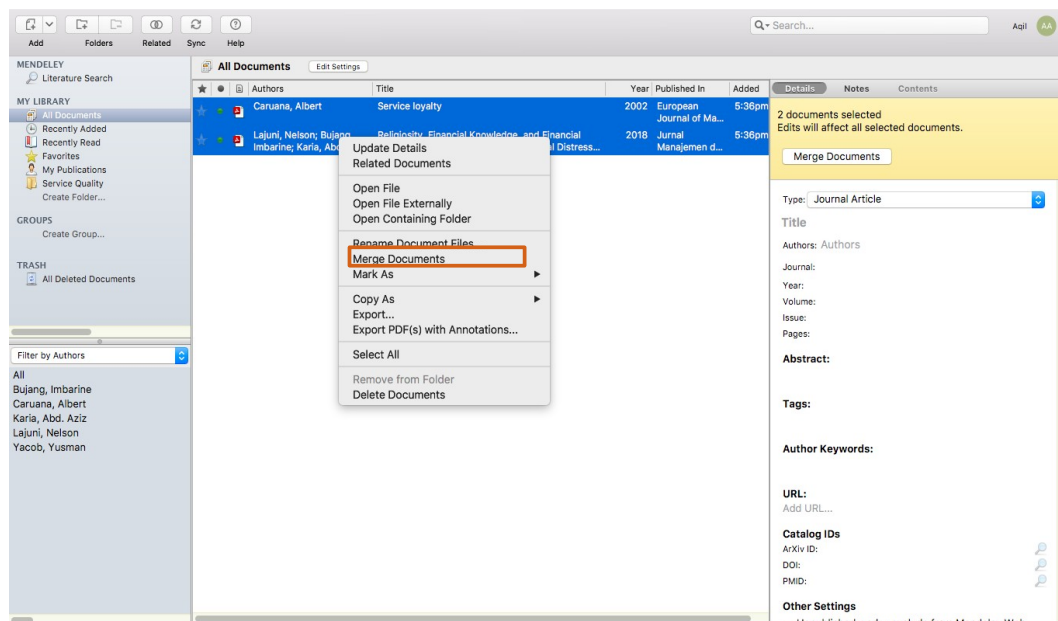 Search...
Aqil
AA
Add Folders Related Sync Help
MENDELEY
Literature Search
MY LIBRARY
All Documents
Recently Added
Recently Read
Favorites
My Publications
Service Quality
Create Folder...
GROUPS
Create Group...
TRASH
All Deleted Documents
Filter by Authors
All
Bujang, Imbarine
Caruana, Albert
Karia, Abd. Aziz
Lajuni, Nelson
Yacob, Yusman
All Documents Edit Settings
Authors Title Year Published In Added
Caruana, Albert Service loyalty 2002 European Journal of Ma... 5:36pm
Lajuni, Nelson; Bujang, Religiosity, Financial Knowledge, and Financial 2018 Jurnal 5:36pm
Imbarine; Karia, Abd Distress... Manajemen d...
Update Details
Related Documents
Open File
Open File Externally
Open Containing Folder
Rename Document Files
Merge Documents
Mark As
Copy As
Export...
Export PDF(s) with Annotations...
Select All
Remove from Folder
Delete Documents
Details Notes Contents
2 documents selected
Edits will affect all selected documents.
Merge Documents
Type: Journal Article
Title
Authors: Authors
Journal:
Year:
Volume:
Issue:
Pages:
Abstract:
Tags:
Author Keywords:
URL:
Add URL...
Catalog IDs
ArXiv ID:
DOI:
PMID:
Other Settings